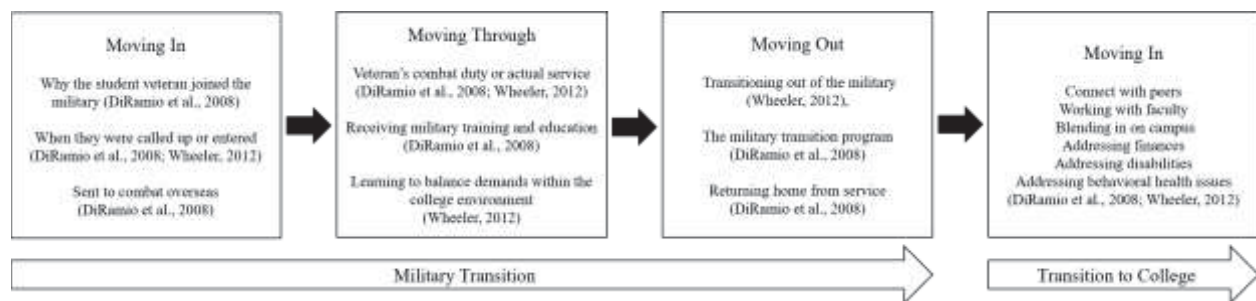 Moving In
Why the student veteran joined the
military (DiRamio et al., 2008)
When they were called up or entered
(DiRamio et al., 2008; Wheeler, 2012)
Sent to combat overseas
(DiRamio et al., 2008)
Moving Through
Veteran's combat duty or actual service
(DiRamio et al., 2008; Wheeler, 2012)
Receiving military training and education
(DiRamio et al., 2008)
Learning to balance demands within the
college environment
(Wheeler, 2012)
Moving Out
Transitioning out of the military
(Wheeler, 2012),
The military transition program
(DiRamio et al., 2008)
Returning home from service
(DiRamio et al., 2008)
Moving In
Connect with peers
Working with faculty
Blending in on campus
Addressing finances
Addressing disabilities
Addressing behavioral health issues
(DiRamio et al., 2008; Wheeler, 2012)
Military Transition
Transition to College